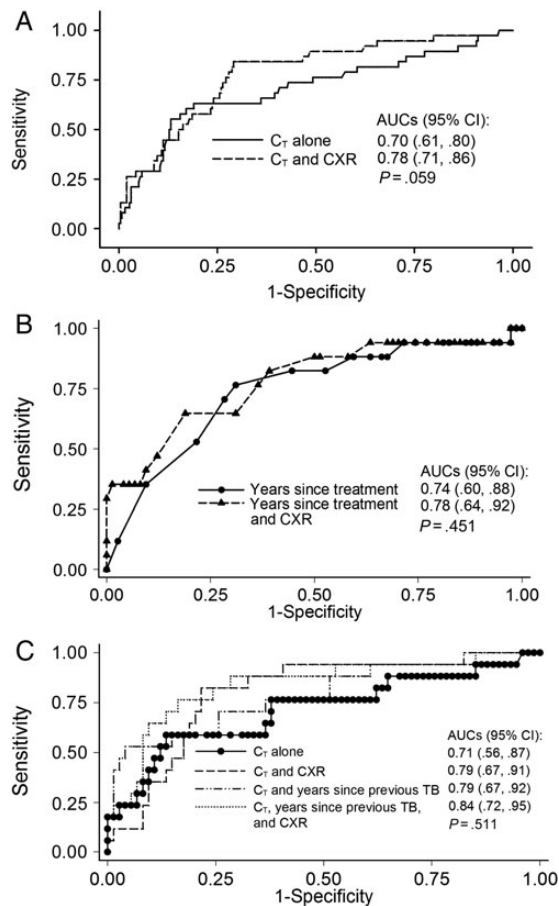 A
1.00
0.75
0.50
0.25
0.00
Sensitivity
AUCs (95% CI):
C_T alone 0.70 (.61, .80)
C_T and CXR 0.78 (.71, .86)
P = .059
0.00 0.25 0.50 0.75 1.00
1-Specificity
B
1.00
0.75
0.50
0.25
0.00
Sensitivity
AUCs (95% CI):
Years since treatment 0.74 (.60, .88)
Years since treatment 0.78 (.64, .92)
and CXR
P = .451
0.00 0.25 0.50 0.75 1.00
1-Specificity
C
1.00
0.75
0.50
0.25
0.00
Sensitivity
AUCs (95% CI):
C_T alone 0.71 (.56, .87)
C_T and CXR 0.79 (.67, .91)
C_T and years since previous TB 0.79 (.67, .92)
C_T, years since previous TB, 0.84 (.72, .95)
and CXR
P = .511
0.00 0.25 0.50 0.75 1.00
1-Specificity